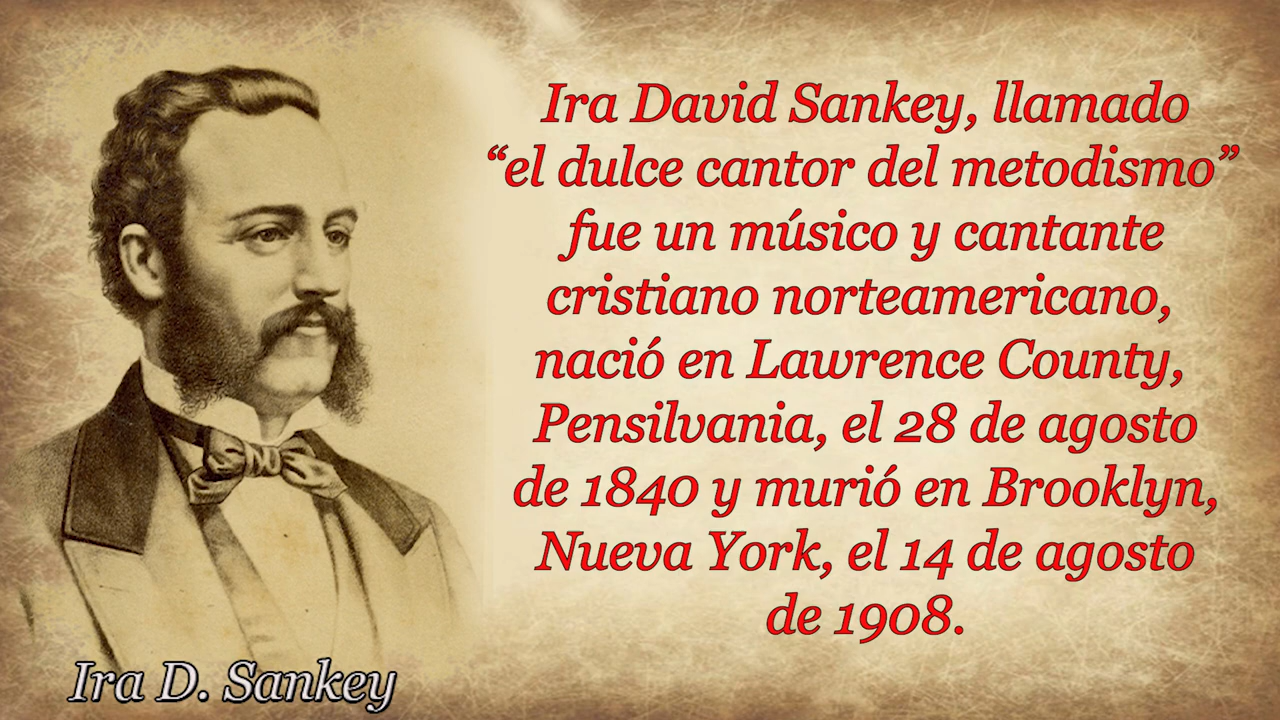 Ira David Sankey, llamado
“el dulce cantor del metodismo”
fue un músico y cantante
cristiano norteamericano,
nació en Lawrence County,
Pensilvania, el 28 de agosto
de 1840 y murió en Brooklyn,
Nueva York, el 14 de agosto
de 1908.
Ira D. Sankey